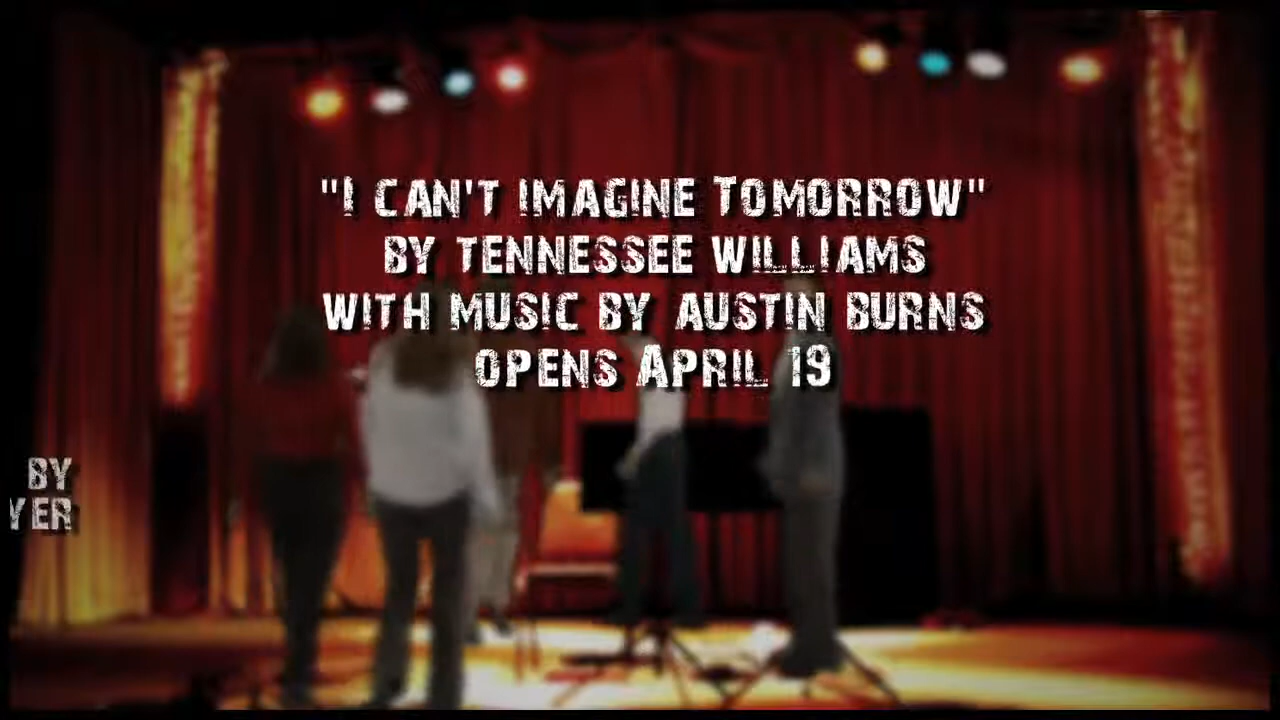 "I can't imagine Tomorrow"
by Tennessee Williams
with music by Austin Burns
opens April 19
by